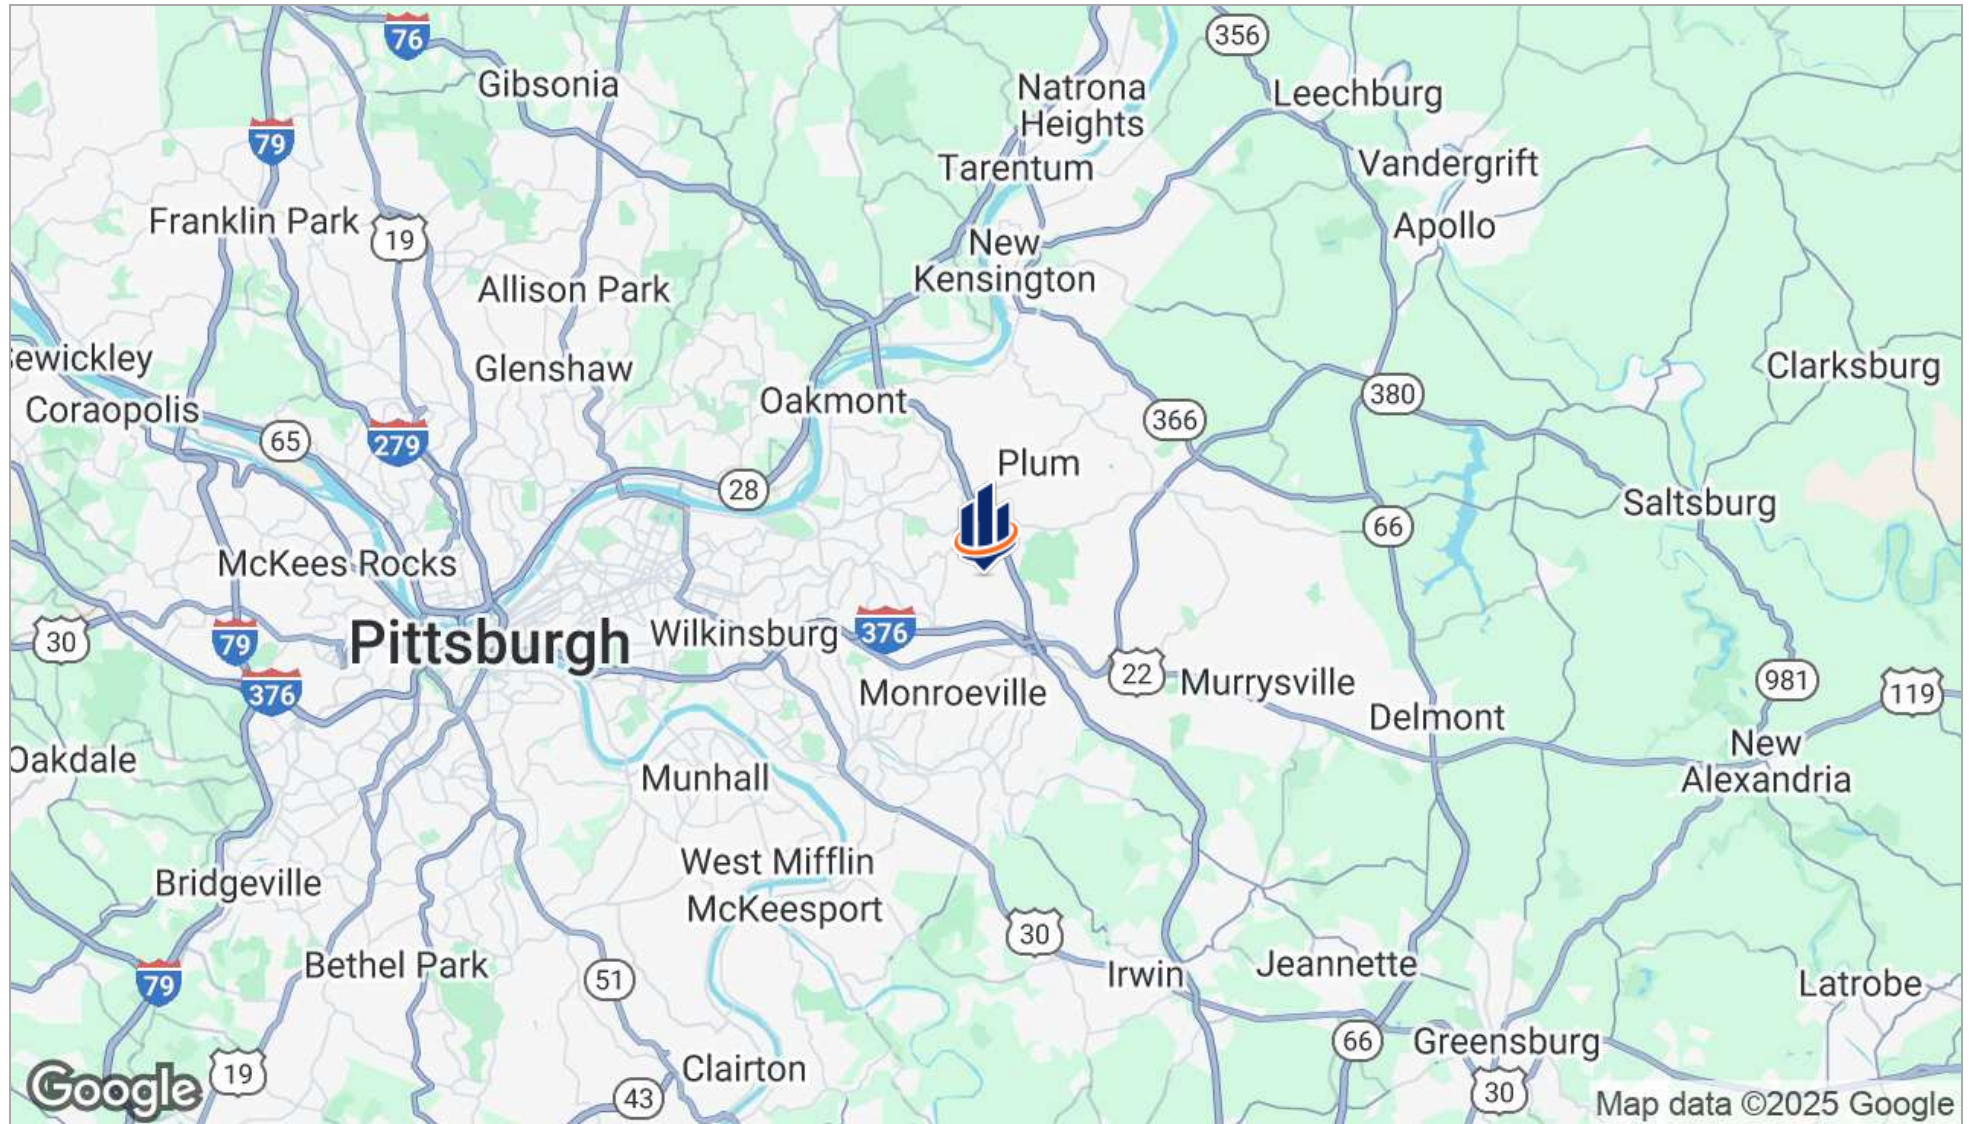 76
356
Gibsonia
Natrona
Heights
Leechburg
79
Tarentum
Vandergrift
Franklin Park
19
Apollo
New
Kensington
Allison Park
Sewickley
Glenshaw
Clarksburg
Coraopolis
Oakmont
380
366
65
279
Plum
28
Saltsburg
66
McKees Rocks
30
79
Pittsburgh
Wilkinsburg
376
22
Murrysville
981
119
376
Monroeville
Delmont
New
Alexandria
Oakdale
Munhall
West Mifflin
Bridgeville
McKeesport
30
Bethel Park
Irwin
Jeannette
79
51
Latrobe
66
Greensburg
Clairton
19
43
30
Google
Map data ©2025 Google